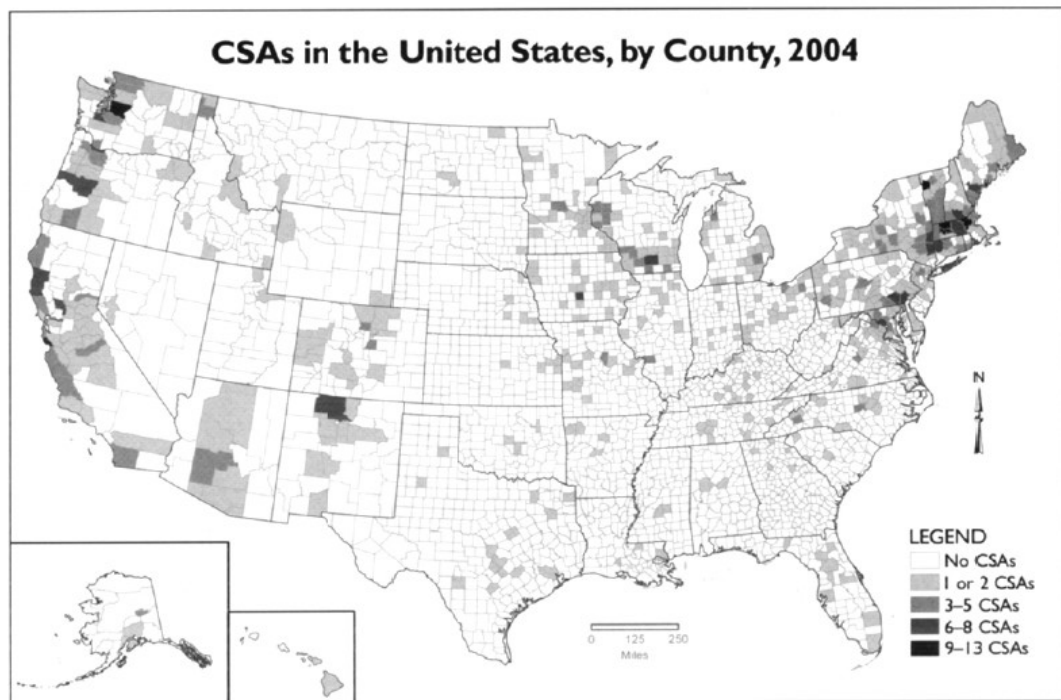 CSAs in the United States, by County, 2004
N
LEGEND
No CSAs
1 or 2 CSAs
3–5 CSAs
6–8 CSAs
9–13 CSAs
0 125 250
Miles